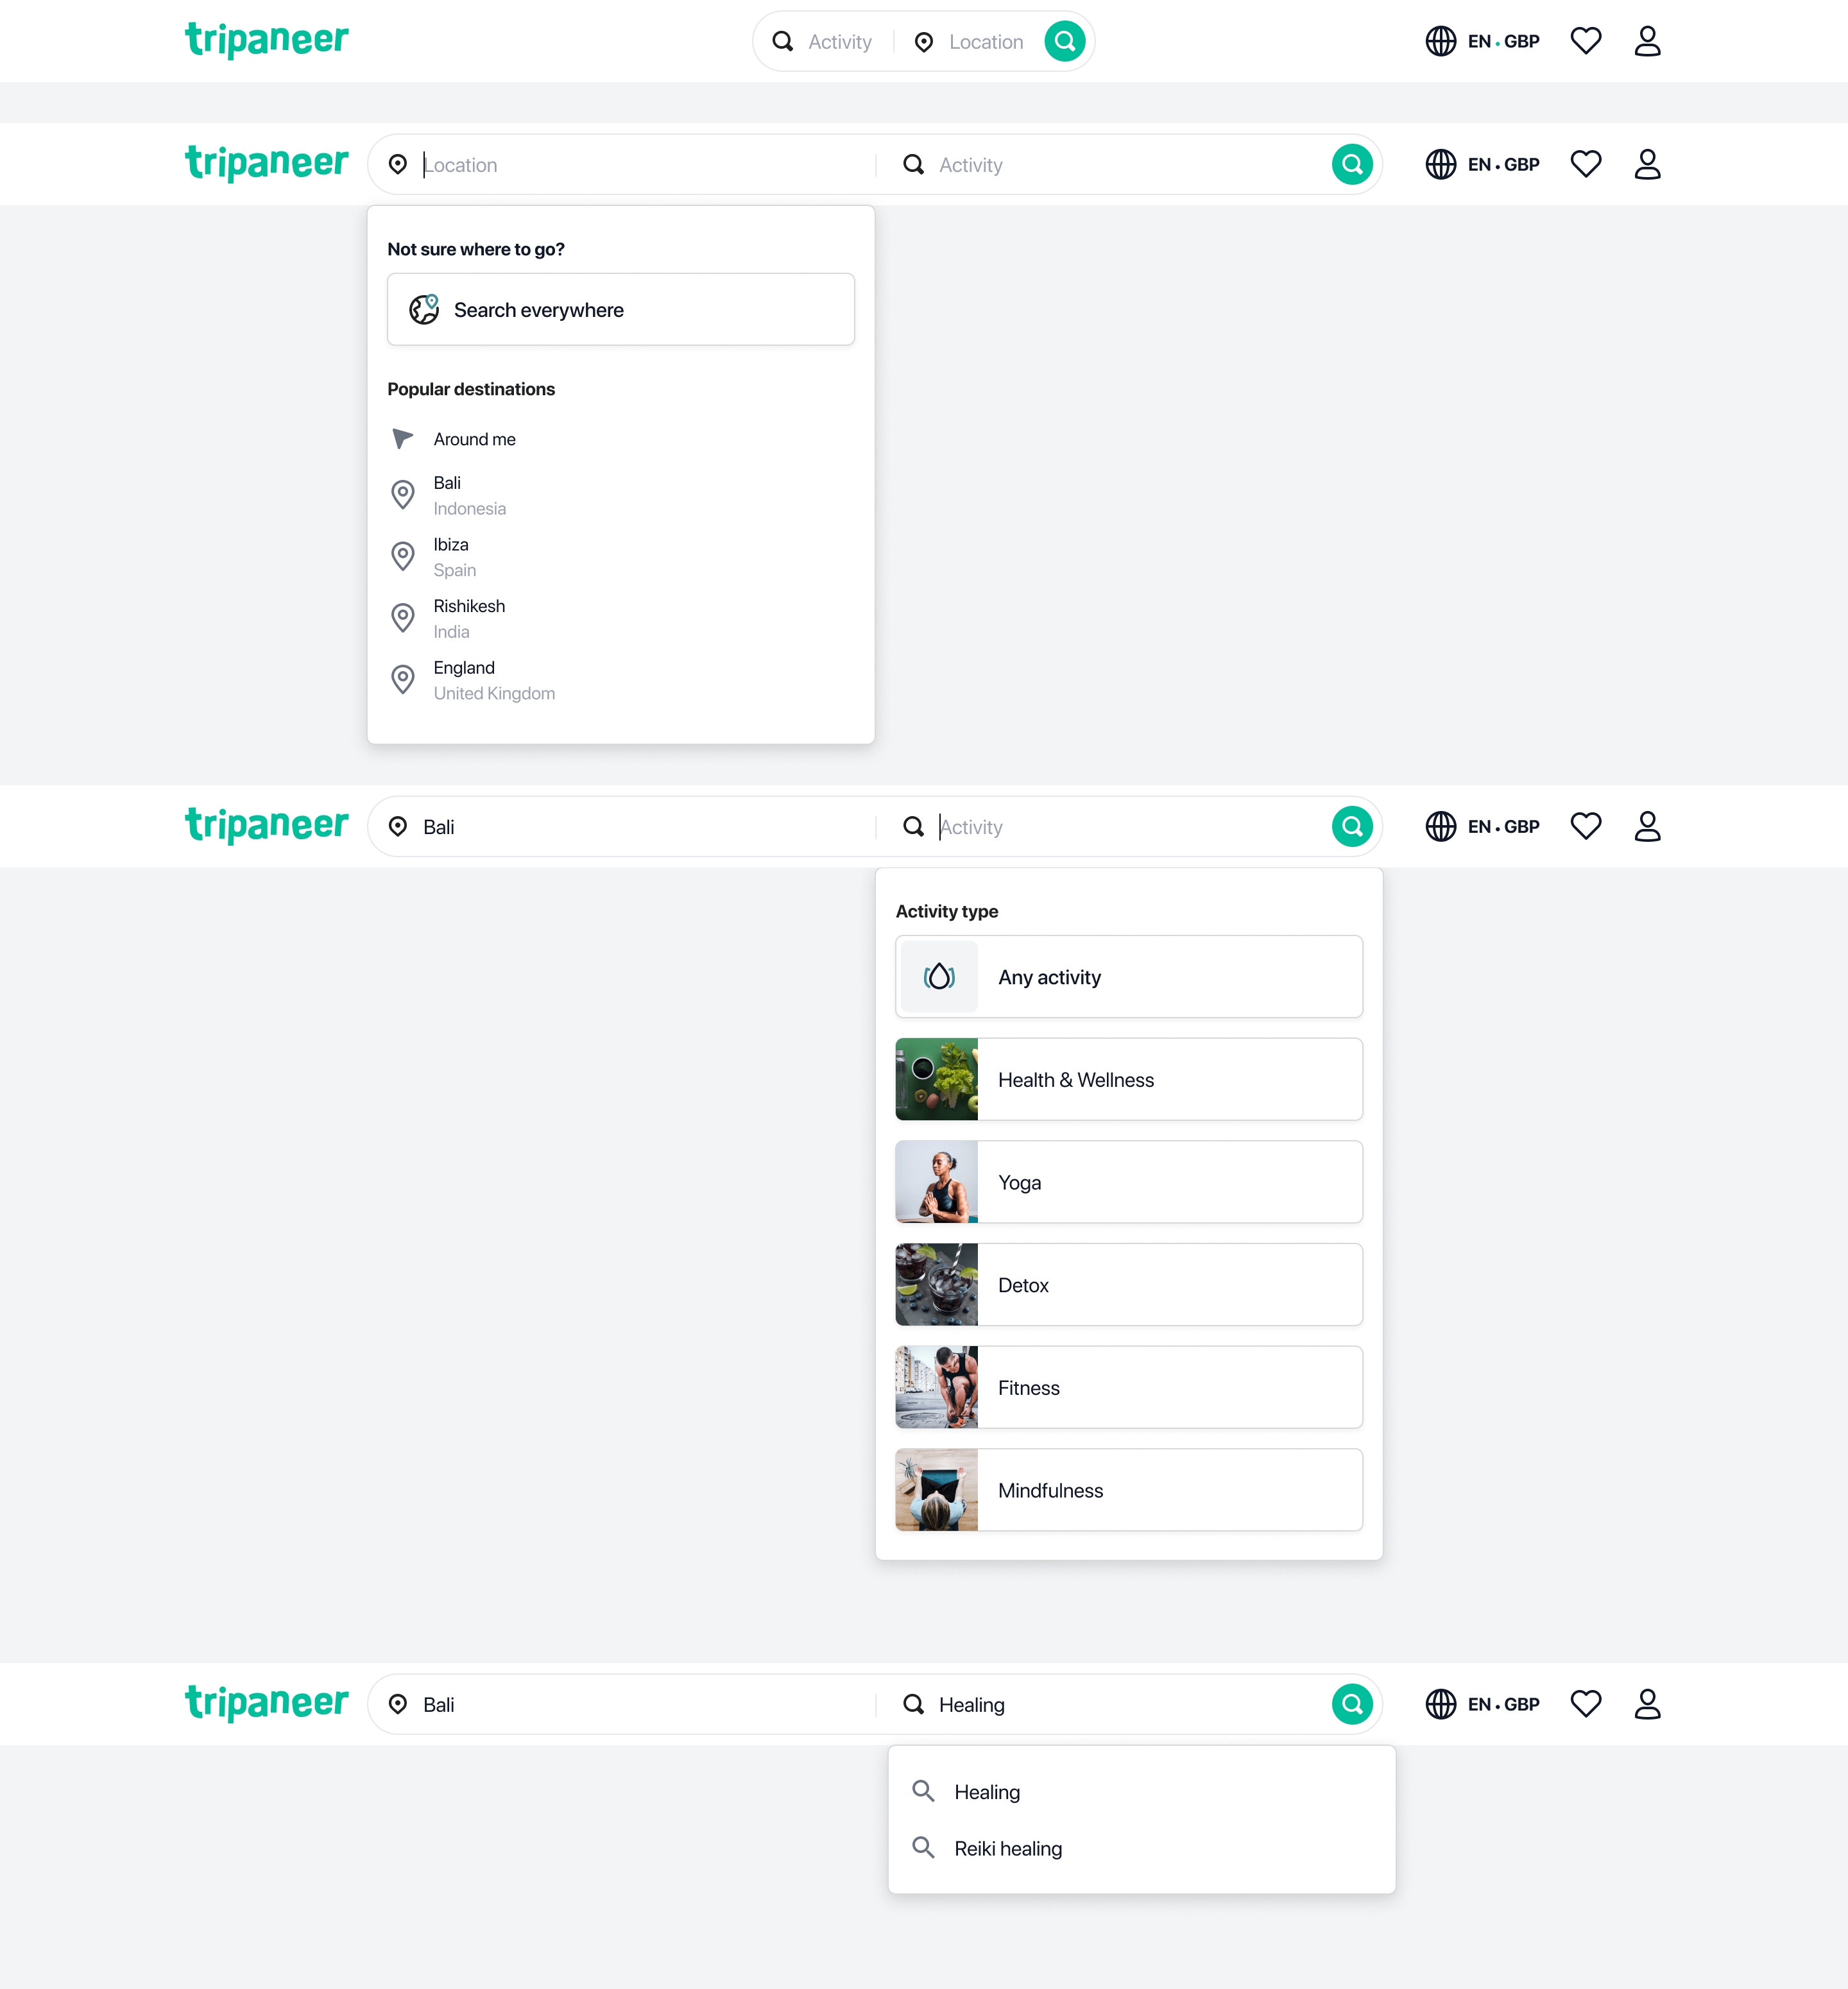 tripaneer
Activity
Location
EN • GBP
tripaneer
Location
Activity
EN • GBP
Not sure where to go?
Search everywhere
Popular destinations
Around me
Bali
Indonesia
Ibiza
Spain
Rishikesh
India
England
United Kingdom
tripaneer
Bali
Activity
EN • GBP
Activity type
Any activity
Health & Wellness
Yoga
Detox
Fitness
Mindfulness
tripaneer
Bali
Healing
EN • GBP
Healing
Reiki healing